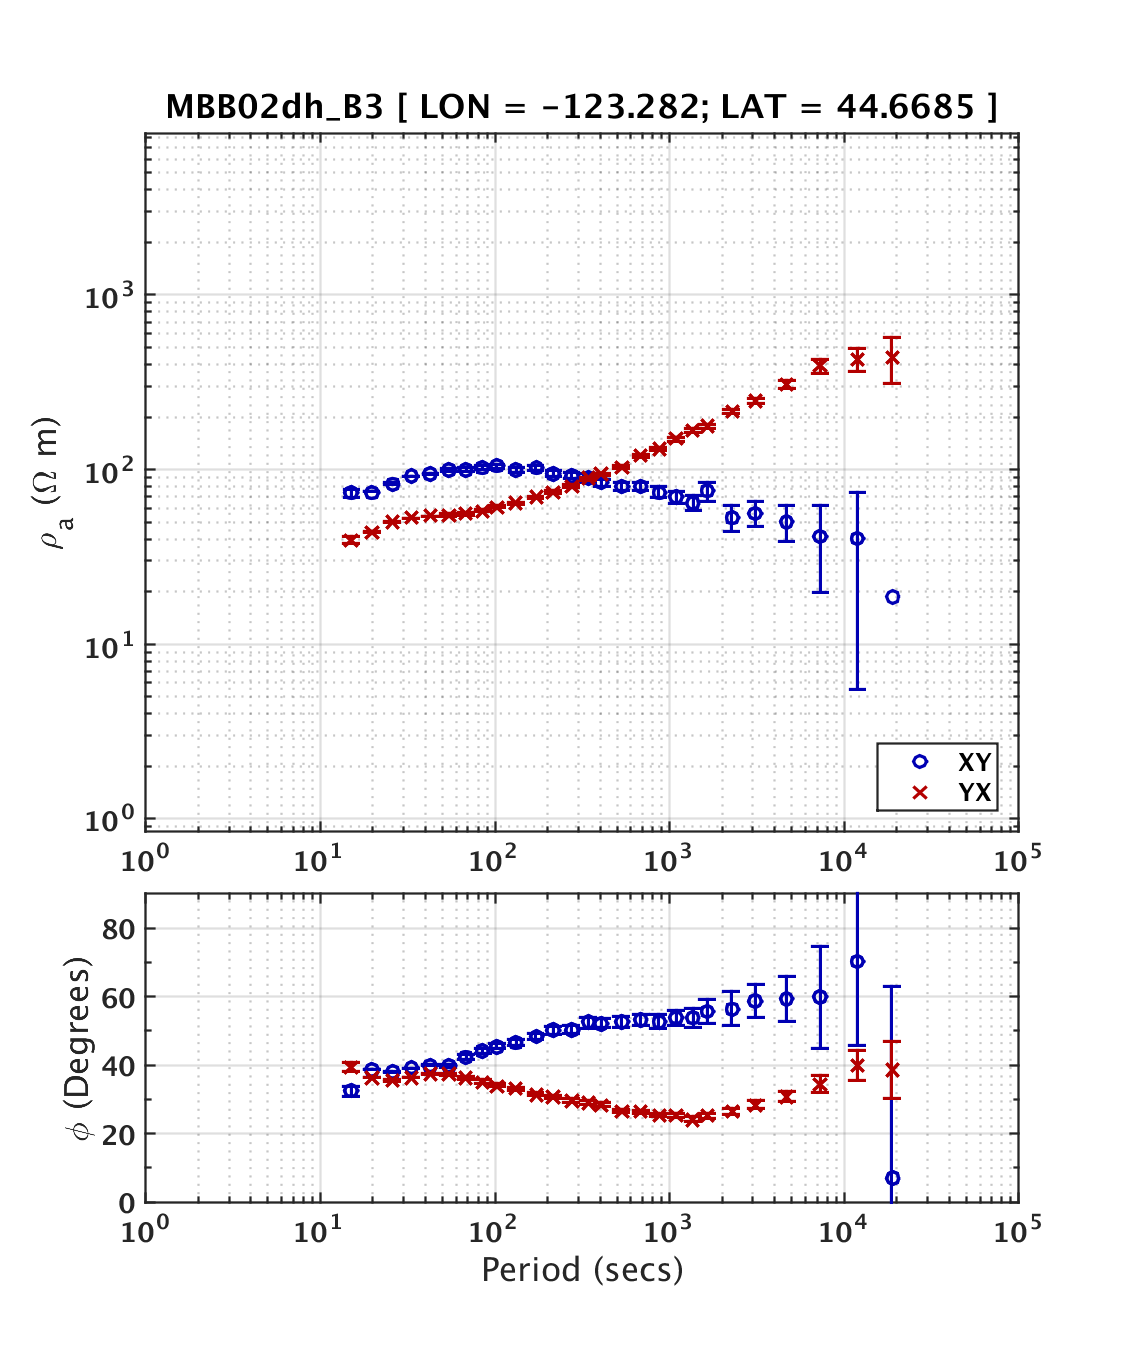 MBB02dh_B3 [ LON = -123.282; LAT = 44.6685 ]
ρa (Ω m)
10^3
10^2
10^1
10^0
XY
YX
10^0 10^1 10^2 10^3 10^4 10^5
ϕ (Degrees)
80
60
40
20
0
10^0 10^1 10^2 10^3 10^4 10^5
Period (secs)